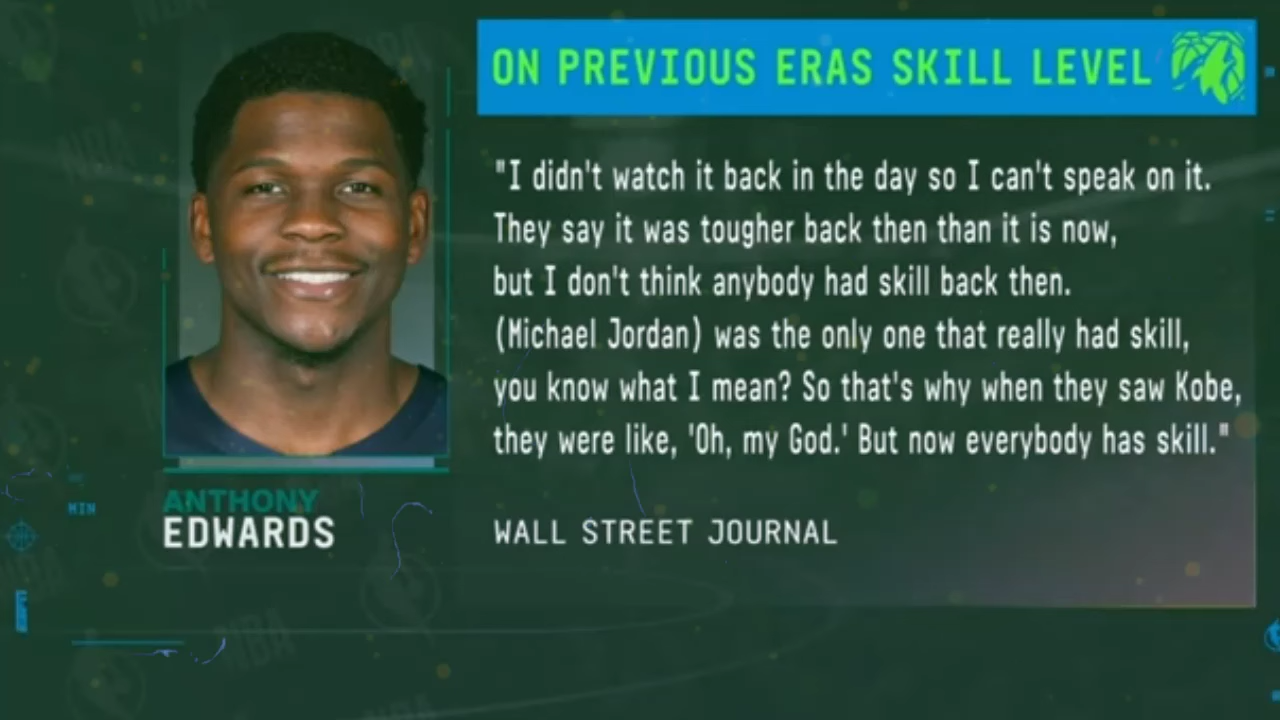 ON PREVIOUS ERAS SKILL LEVEL
"I didn't watch it back in the day so I can't speak on it.
They say it was tougher back then than it is now,
but I don't think anybody had skill back then.
(Michael Jordan) was the only one that really had skill,
you know what I mean? So that's why when they saw Kobe,
they were like, 'Oh, my God.' But now everybody has skill."
WALL STREET JOURNAL
MIN
ANTHONY
EDWARDS
NBA
NBA